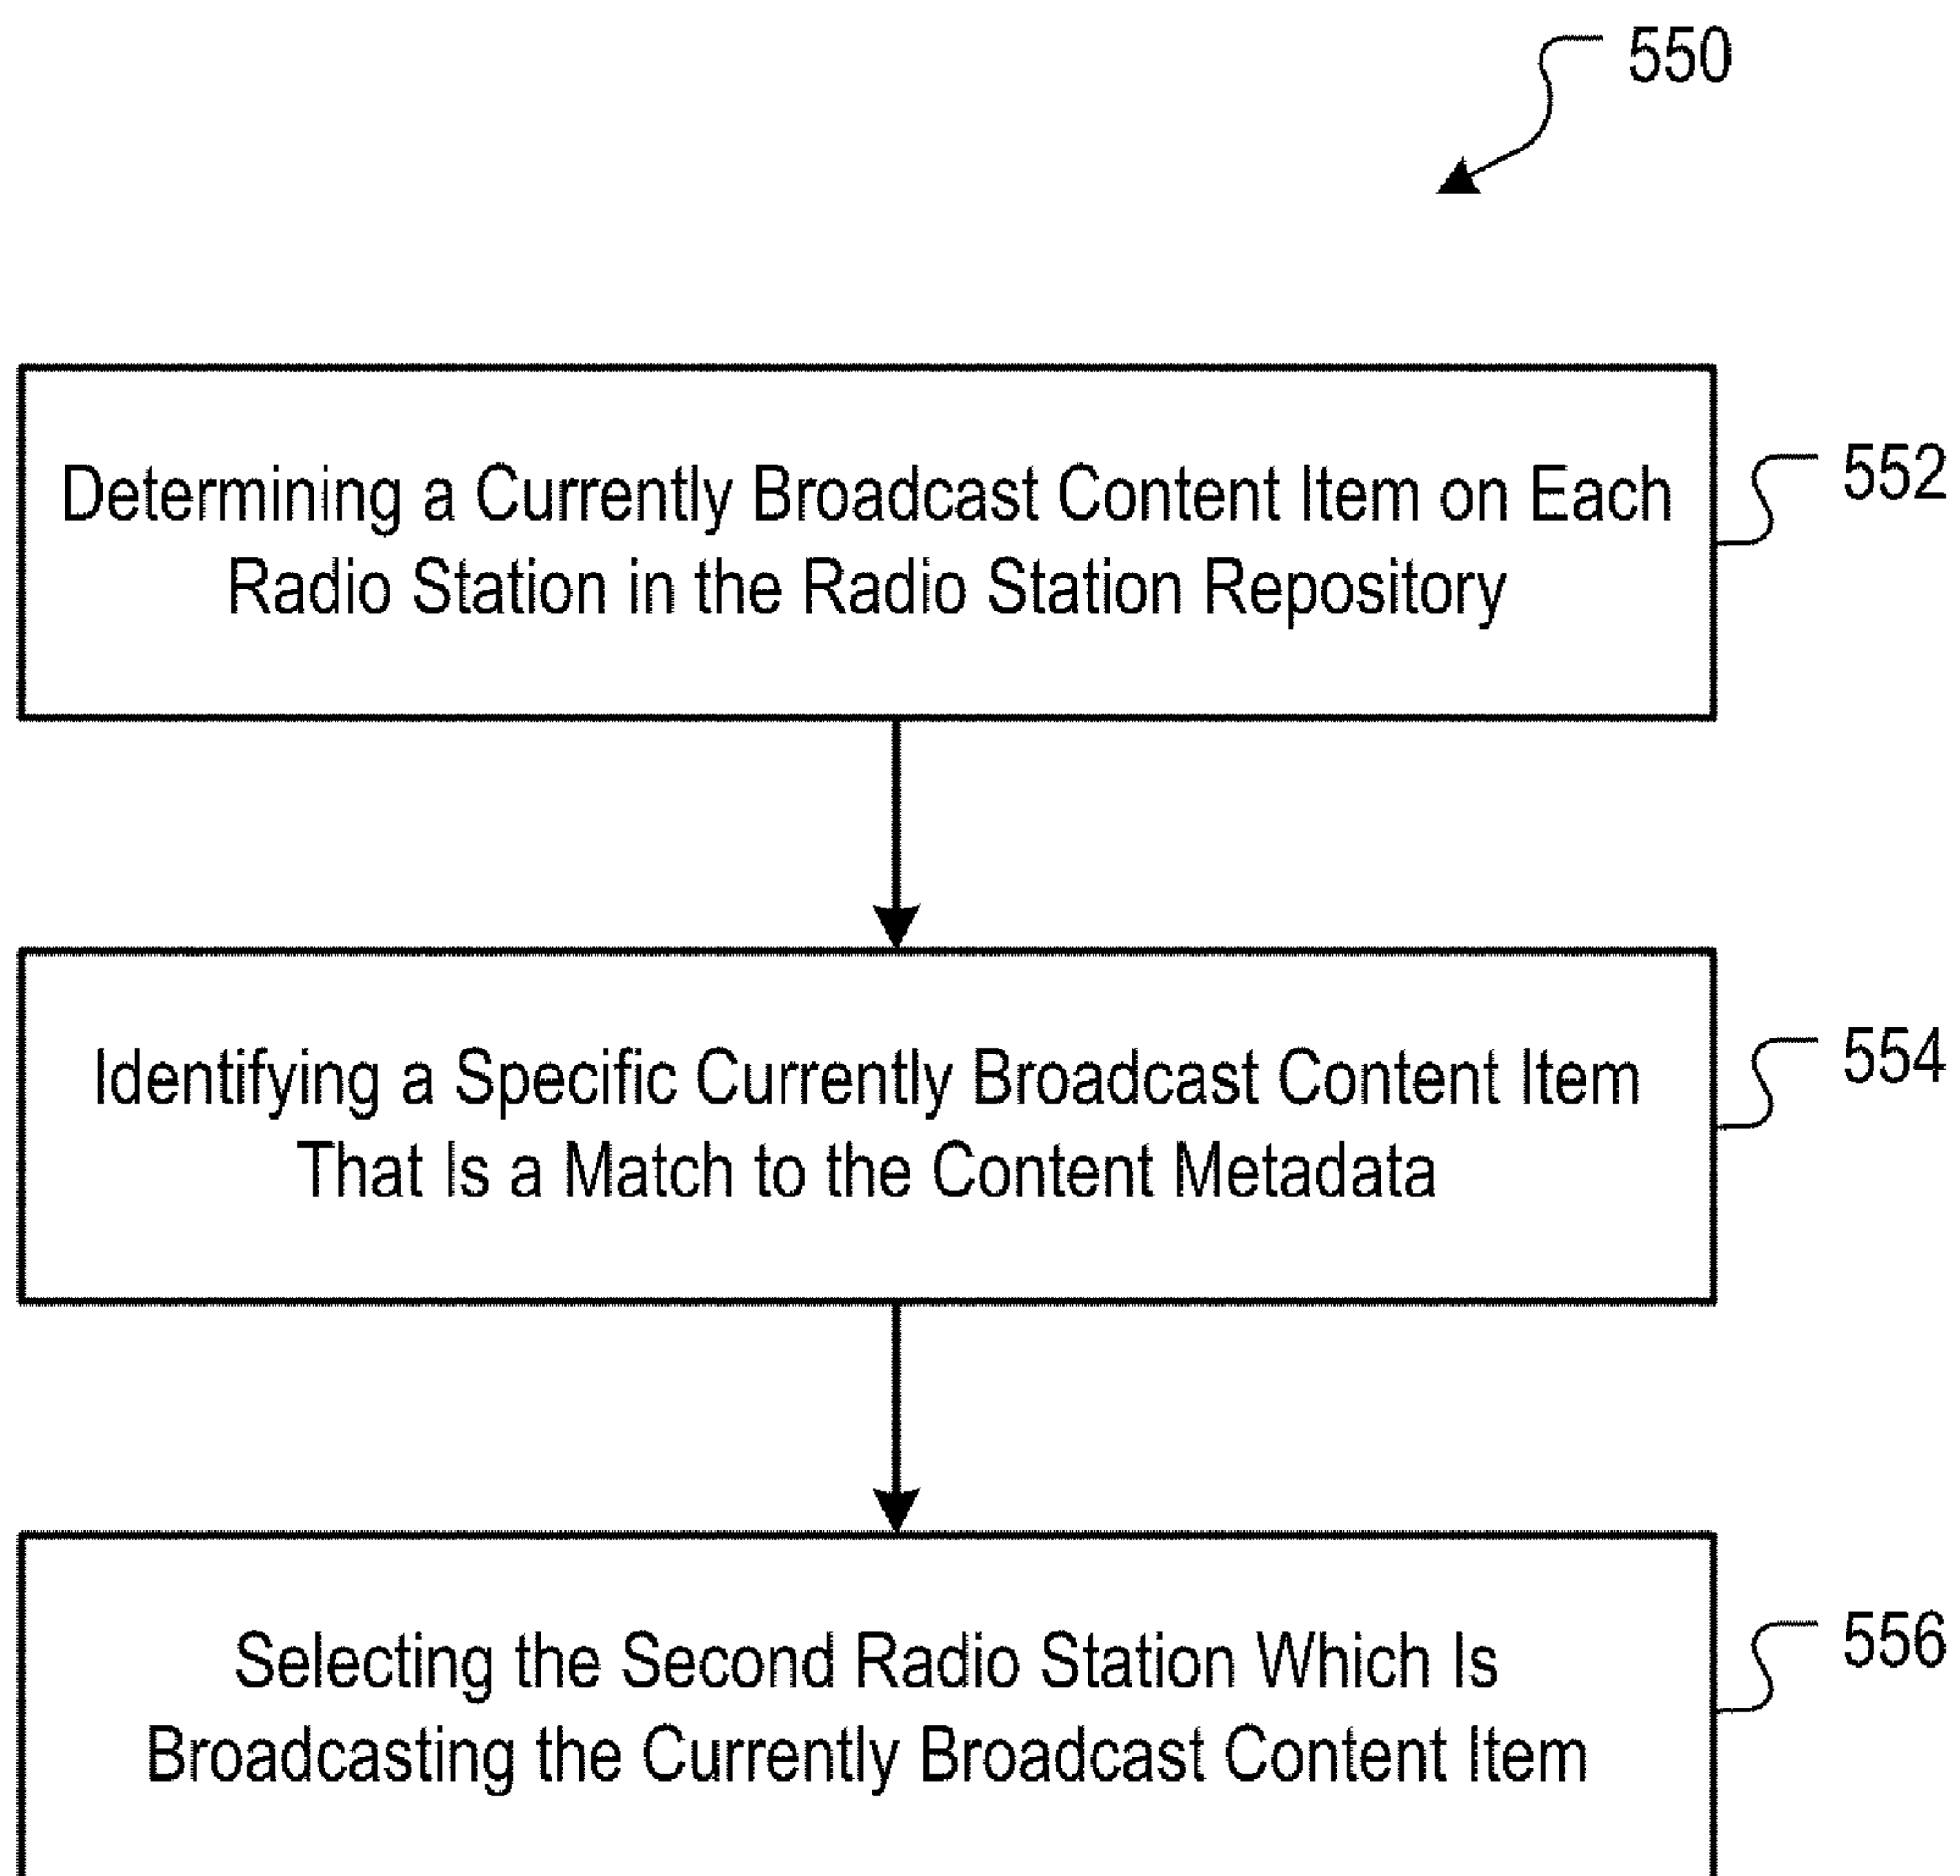 550
Determining a Currently Broadcast Content Item on Each
Radio Station in the Radio Station Repository
552
Identifying a Specific Currently Broadcast Content Item
That Is a Match to the Content Metadata
554
Selecting the Second Radio Station Which Is
Broadcasting the Currently Broadcast Content Item
556